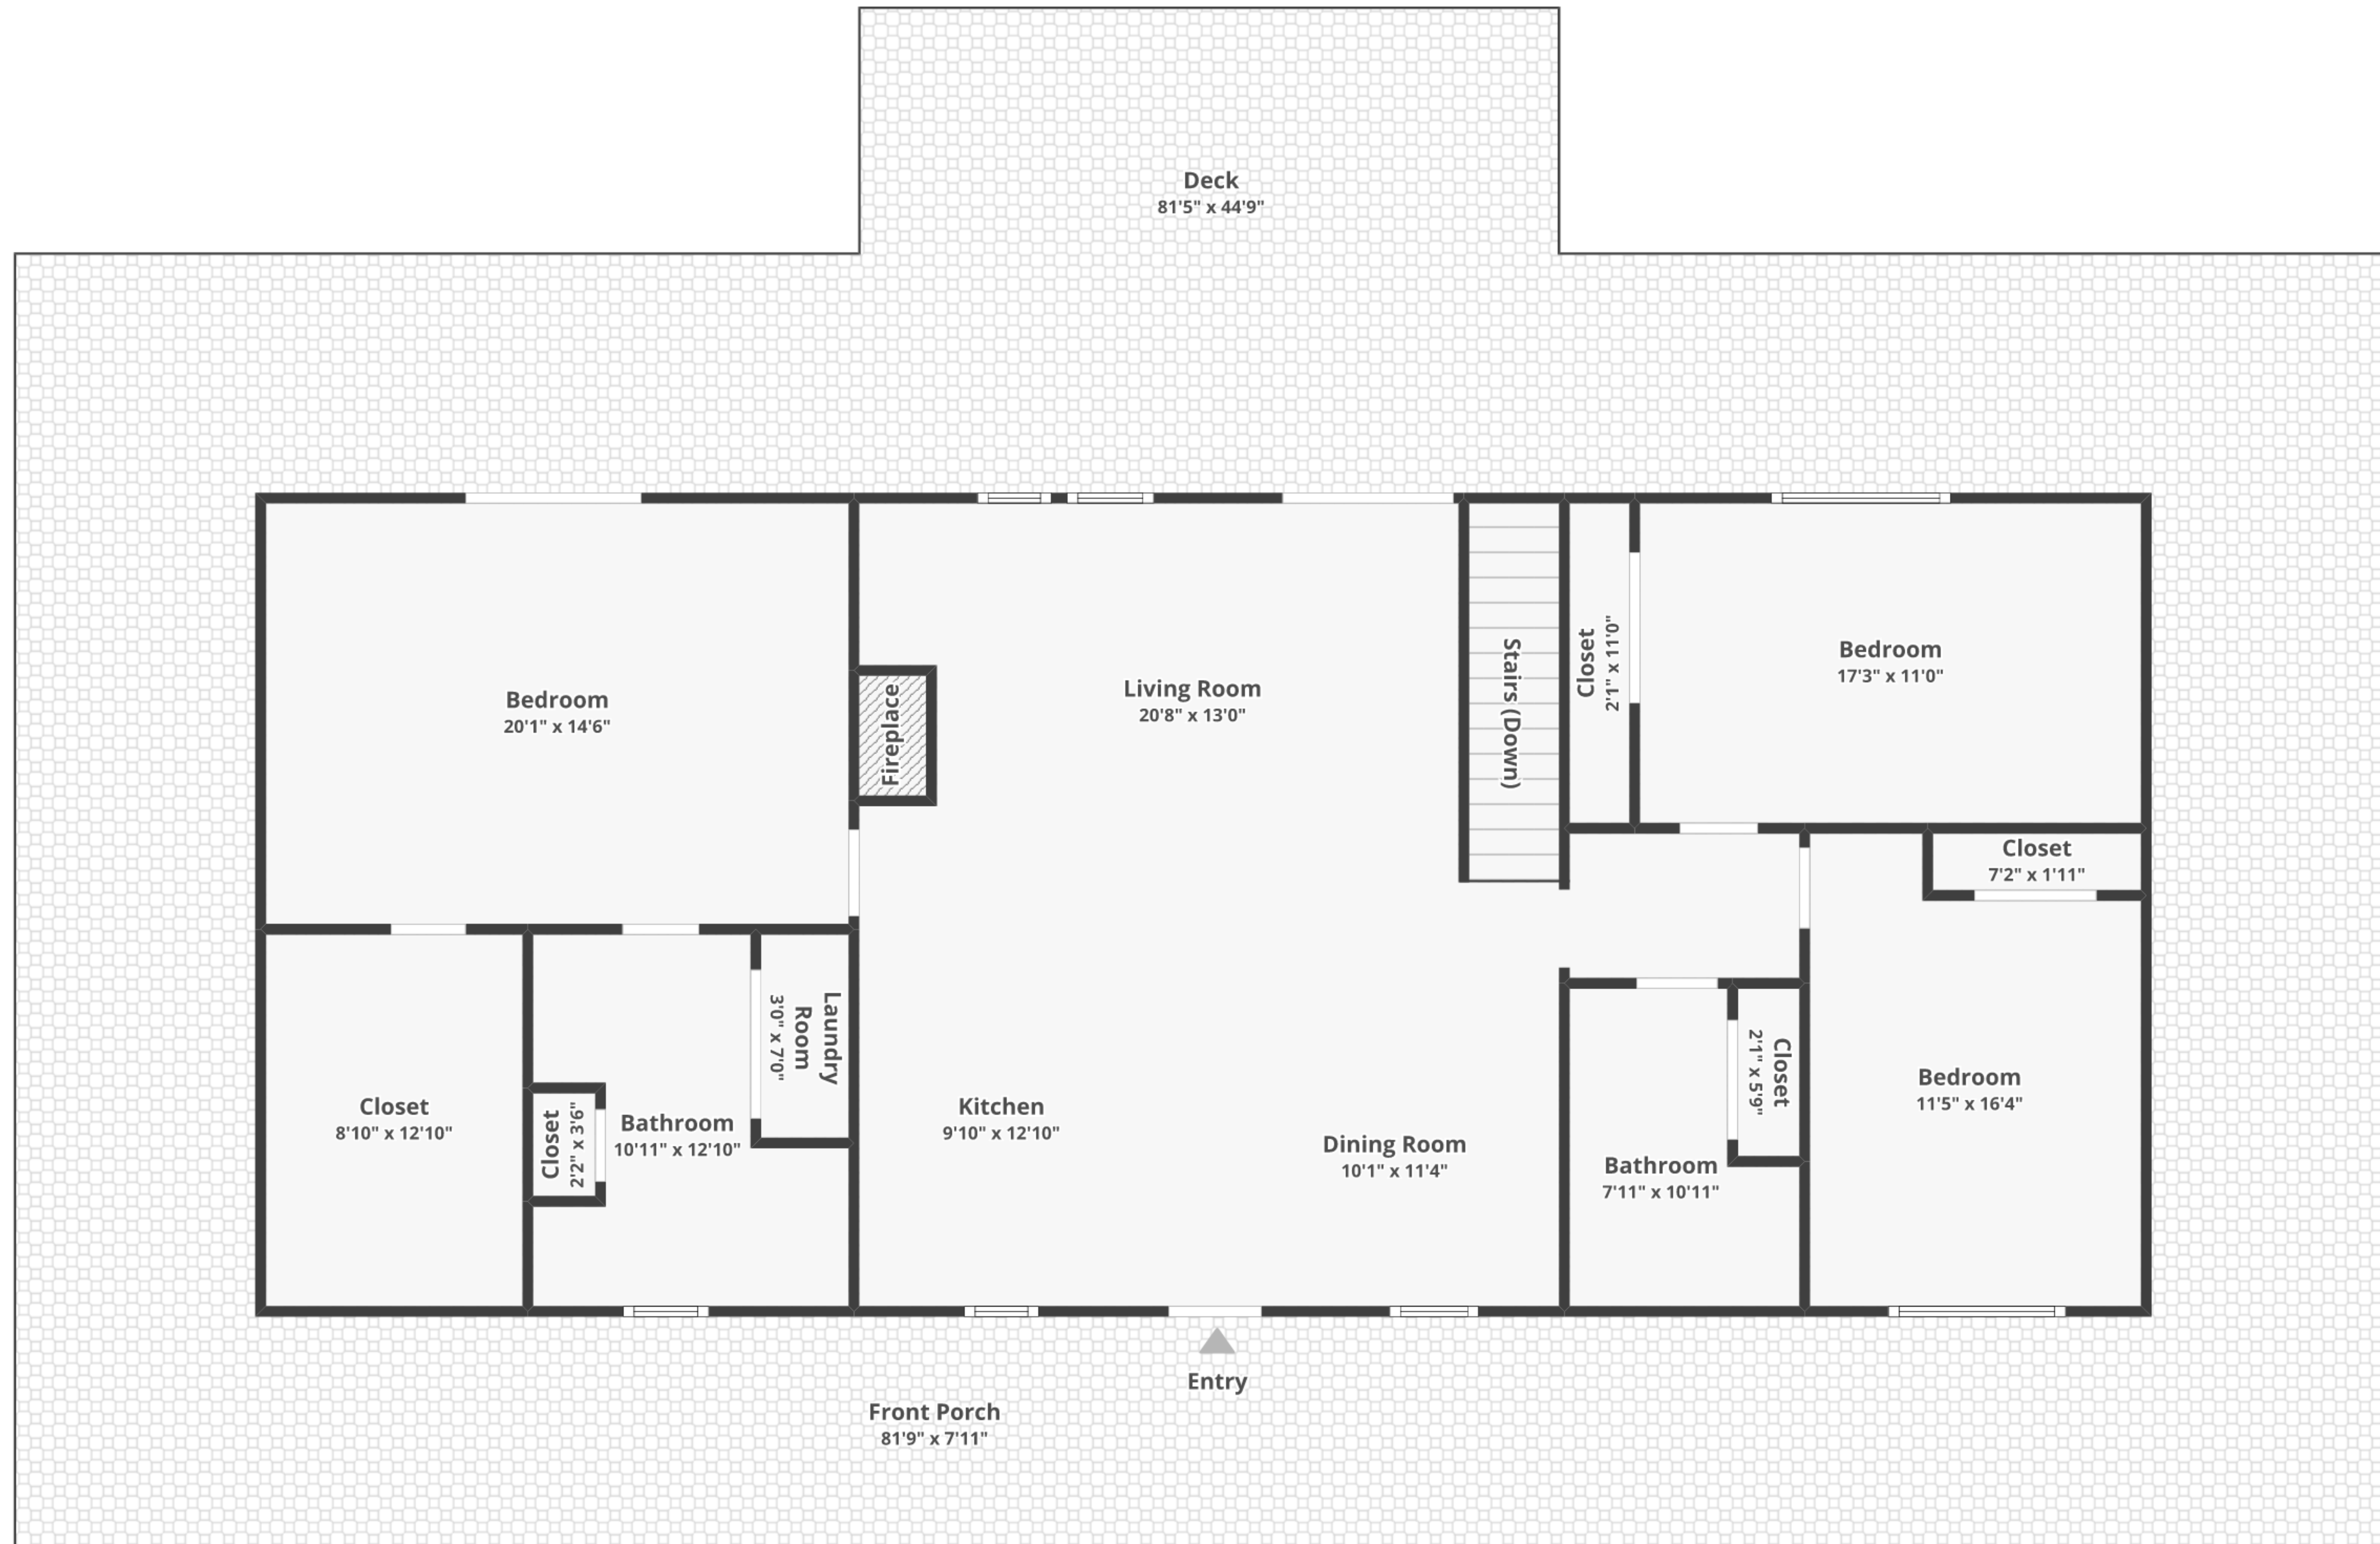 Deck
81'5" x 44'9"
Bedroom
20'1" x 14'6"
Fireplace
Living Room
20'8" x 13'0"
Stairs (Down)
Closet
2'1" x 11'0"
Bedroom
17'3" x 11'0"
Closet
7'2" x 1'11"
Closet
8'10" x 12'10"
Closet
2'2" x 3'6"
Bathroom
10'11" x 12'10"
Laundry
Room
3'0" x 7'0"
Kitchen
9'10" x 12'10"
Dining Room
10'1" x 11'4"
Bathroom
7'11" x 10'11"
Closet
2'1" x 5'9"
Bedroom
11'5" x 16'4"
Entry
Front Porch
81'9" x 7'11"